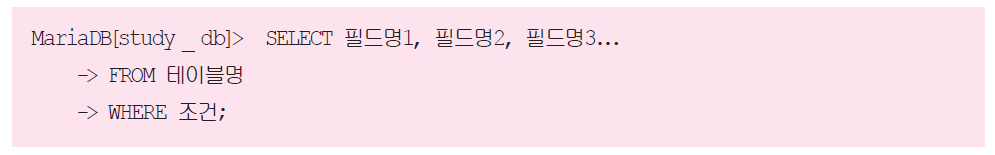 MariaDB[study _ db]> SELECT 필드명1, 필드명2, 필드명3...
-> FROM 테이블명
-> WHERE 조건;